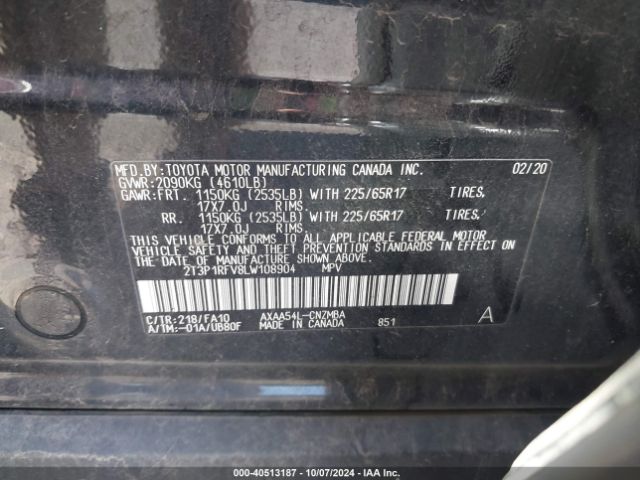 MFD.BY:TOYOTA MOTOR MANUFACTURING CANADA INC. 02/20
GVWR:2090KG (4610LB)
GAWR:FRT. 1150KG (2535LB) WITH 225/65R17 TIRES,
17X7.0J RIMS,
RR. 1150KG (2535LB) WITH 225/65R17 TIRES,
17X7.0J RIMS.
THIS VEHICLE CONFORMS TO ALL APPLICABLE FEDERAL MOTOR
VEHICLE SAFETY AND THEFT PREVENTION STANDARDS IN EFFECT ON
THE DATE OF MANUFACTURE SHOWN ABOVE.
2T3P1RFV8LW108904 MPV
C/TR:218/FA10 AXAA54L-CNZMBA
A/TM:-01A/UB80F MADE IN CANADA 851 A
000-40513187 - 10/07/2024 - IAA Inc.